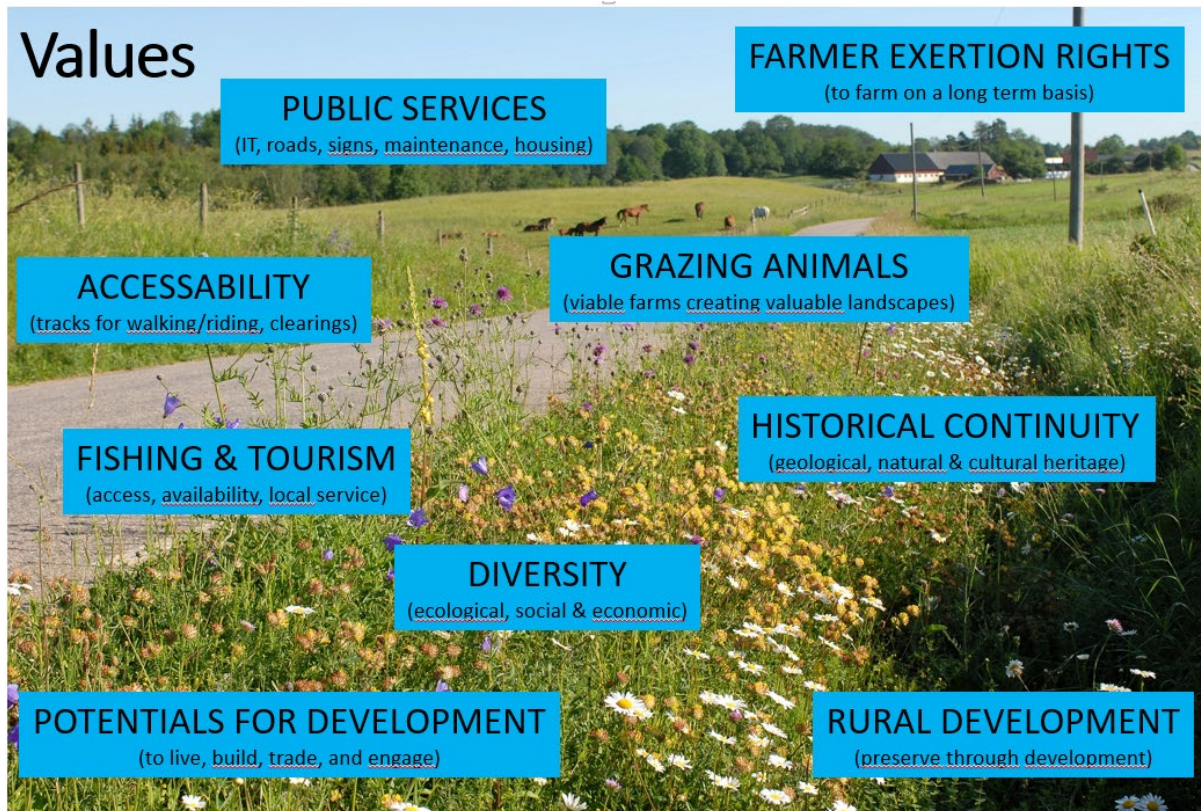 Values
FARMER EXERTION RIGHTS
(to farm on a long term basis)
PUBLIC SERVICES
(IT, roads, signs, maintenance, housing)
GRAZING ANIMALS
(viable farms creating valuable landscapes)
ACCESSABILITY
(tracks for walking/riding, clearings)
HISTORICAL CONTINUITY
(geological, natural & cultural heritage)
FISHING & TOURISM
(access, availability, local service)
DIVERSITY
(ecological, social & economic)
POTENTIALS FOR DEVELOPMENT
(to live, build, trade, and engage)
RURAL DEVELOPMENT
(preserve through development)